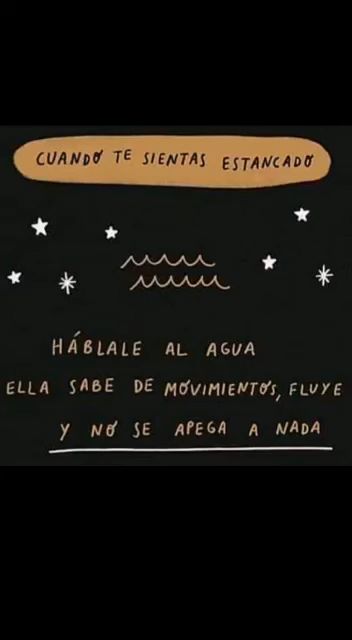 CUANDO TE SIENTAS ESTANCADO
HÁBLALE AL AGUA
ELLA SABE DE MOVIMIENTOS, FLUYE
Y NO SE APEGA A NADA